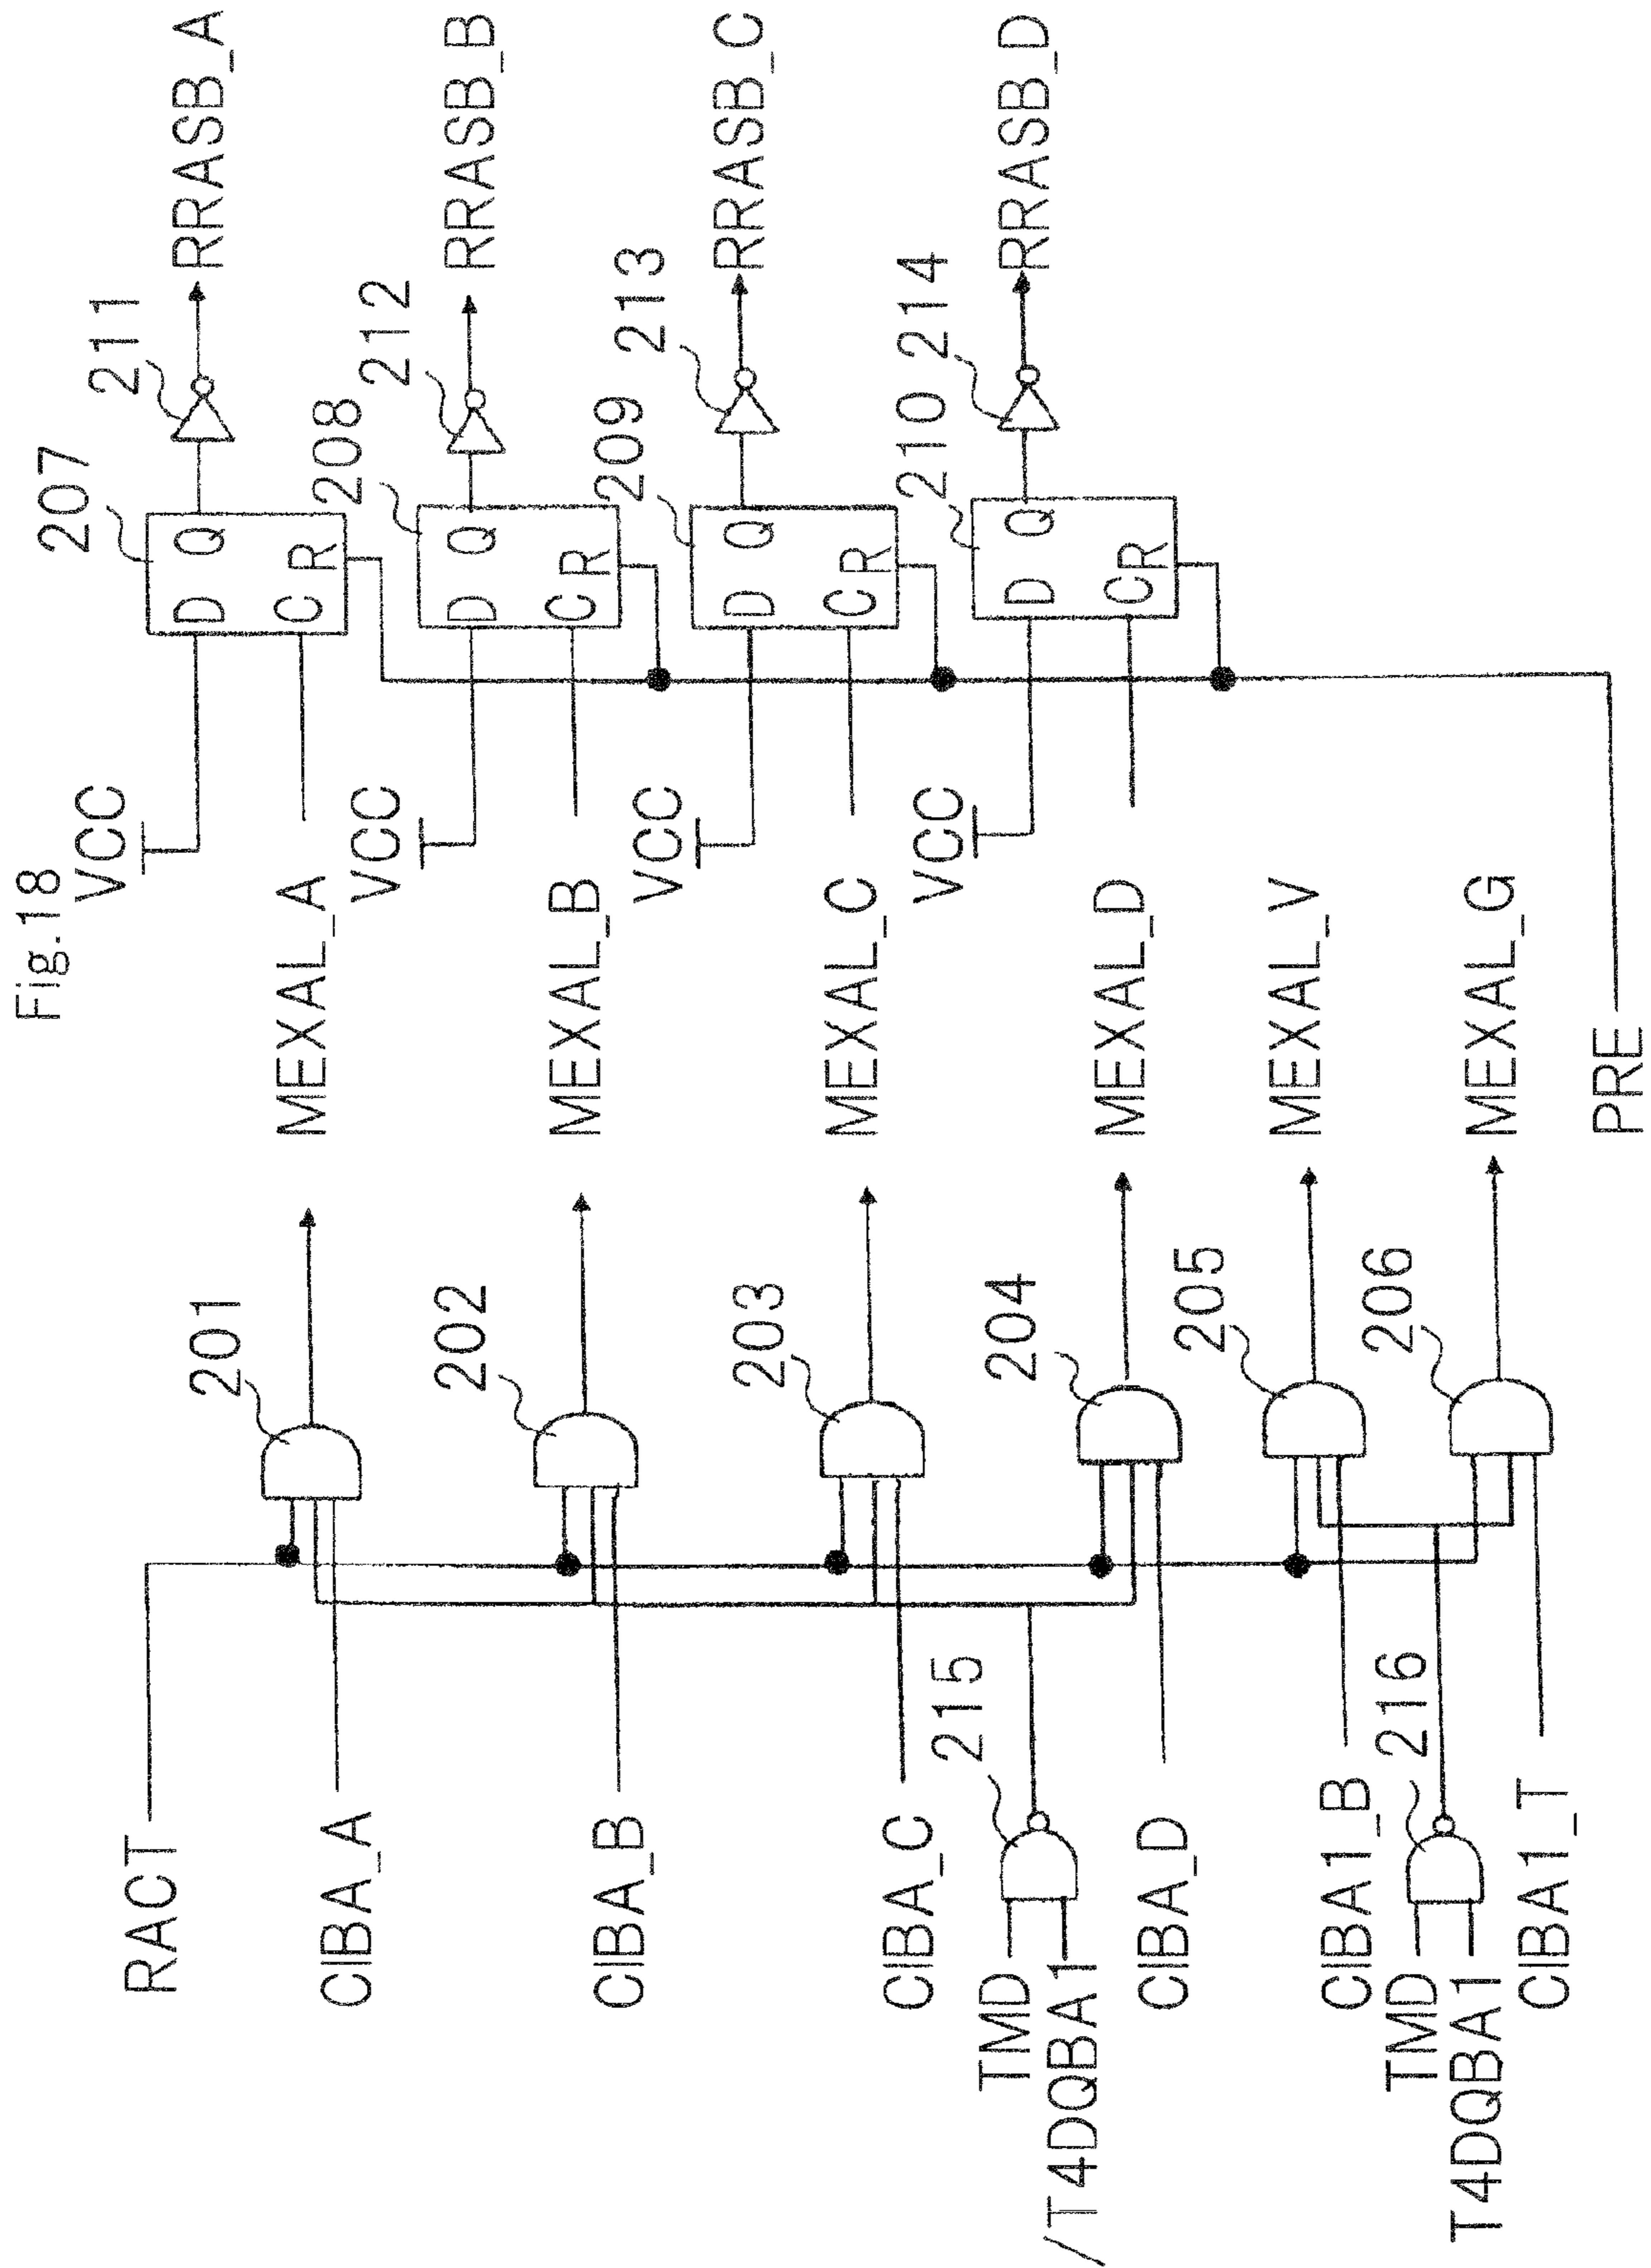 Fig.18
RACT
201
MEXAL_A
CIBA_A
202
MEXAL_B
CIBA_B
203
MEXAL_C
CIBA_C
215
TMD
/T4DQBA1
204
MEXAL_D
CIBA_D
205
MEXAL_V
CIBA1_B
216
TMD
T4DQBA1
206
MEXAL_G
CIBA1_T
VCC
207
D Q
C R
211
RRASB_A
VCC
208
D Q
C R
212
RRASB_B
VCC
209
D Q
C R
213
RRASB_C
VCC
210
D Q
C R
214
RRASB_D
PRE